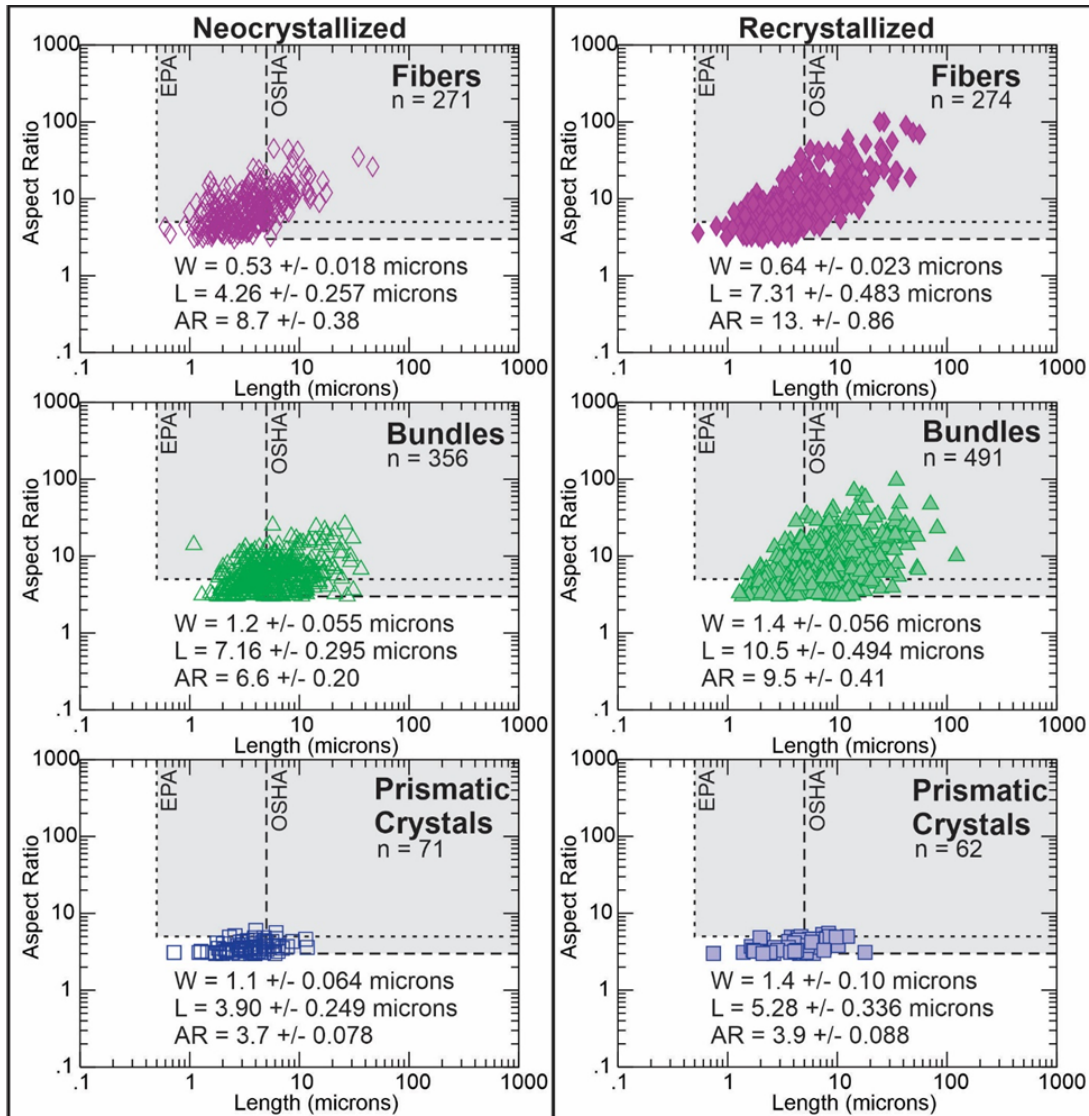 Neocrystallized
1000
100
10
1
.1
Aspect Ratio
EPA
OSHA
Fibers
n = 271
W = 0.53 +/- 0.018 microns
L = 4.26 +/- 0.257 microns
AR = 8.7 +/- 0.38
.1 1 10 100 1000
Length (microns)
Recrystallized
1000
100
10
1
.1
Aspect Ratio
EPA
OSHA
Fibers
n = 274
W = 0.64 +/- 0.023 microns
L = 7.31 +/- 0.483 microns
AR = 13. +/- 0.86
.1 1 10 100 1000
Length (microns)
1000
100
10
1
.1
Aspect Ratio
EPA
OSHA
Bundles
n = 356
W = 1.2 +/- 0.055 microns
L = 7.16 +/- 0.295 microns
AR = 6.6 +/- 0.20
.1 1 10 100 1000
Length (microns)
1000
100
10
1
.1
Aspect Ratio
EPA
OSHA
Bundles
n = 491
W = 1.4 +/- 0.056 microns
L = 10.5 +/- 0.494 microns
AR = 9.5 +/- 0.41
.1 1 10 100 1000
Length (microns)
1000
100
10
1
.1
Aspect Ratio
EPA
OSHA
Prismatic
Crystals
n = 71
W = 1.1 +/- 0.064 microns
L = 3.90 +/- 0.249 microns
AR = 3.7 +/- 0.078
.1 1 10 100 1000
Length (microns)
1000
100
10
1
.1
Aspect Ratio
EPA
OSHA
Prismatic
Crystals
n = 62
W = 1.4 +/- 0.10 microns
L = 5.28 +/- 0.336 microns
AR = 3.9 +/- 0.088
.1 1 10 100 1000
Length (microns)